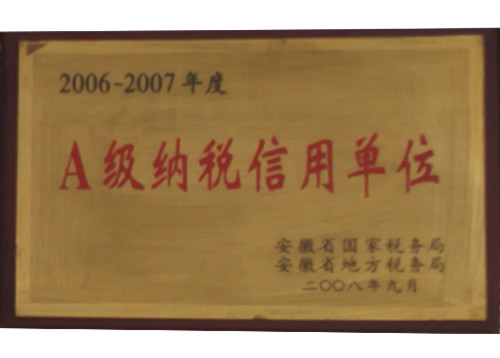 2006-2007年度
A级纳税信用单位
安徽省国家税务局
安徽省地方税务局
二〇〇八年九月